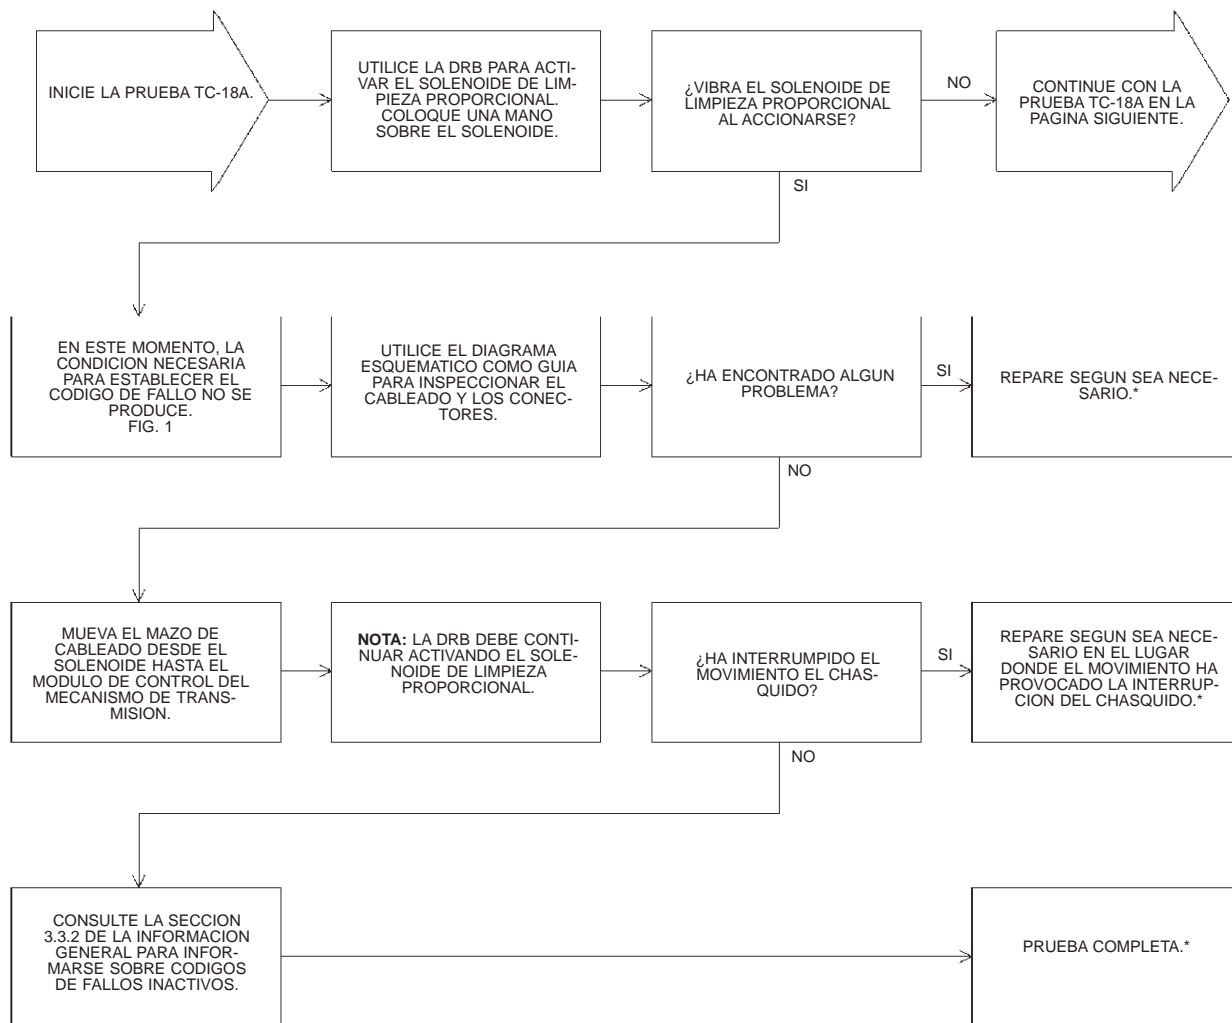 INICIE LA PRUEBA TC-18A.
UTILICE LA DRB PARA ACTI-
VAR EL SOLENOIDE DE LIM-
PIEZA PROPORCIONAL.
COLOQUE UNA MANO
SOBRE EL SOLENOIDE.
¿VIBRA EL SOLENOIDE DE
LIMPIEZA PROPORCIONAL
AL ACCIONARSE?
NO
CONTINUE CON LA
PRUEBA TC-18A EN LA
PAGINA SIGUIENTE.
SI
EN ESTE MOMENTO, LA
CONDICION NECESARIA
PARA ESTABLECER EL
CODIGO DE FALLO NO SE
PRODUCE.
FIG. 1
UTILICE EL DIAGRAMA
ESQUEMATICO COMO GUIA
PARA INSPECCIONAR EL
CABLEADO Y LOS CONEC-
TORES.
¿HA ENCONTRADO ALGUN
PROBLEMA?
SI
REPARE SEGUN SEA NECE-
SARIO.*
NO
MUEVA EL MAZO DE
CABLEADO DESDE EL
SOLENOIDE HASTA EL
MODULO DE CONTROL DEL
MECANISMO DE TRANS-
MISION.
NOTA: LA DRB DEBE CONTI-
NUAR ACTIVANDO EL SOLE-
NOIDE DE LIMPIEZA
PROPORCIONAL.
¿HA INTERRUMPIDO EL
MOVIMIENTO EL CHAS-
QUIDO?
SI
REPARE SEGUN SEA NECE-
SARIO EN EL LUGAR
DONDE EL MOVIMIENTO HA
PROVOCADO LA INTERRUP-
CION DEL CHASQUIDO.*
NO
CONSULTE LA SECCION
3.3.2 DE LA INFORMACION
GENERAL PARA INFOR-
MARSE SOBRE CODIGOS
DE FALLOS INACTIVOS.
PRUEBA COMPLETA.*